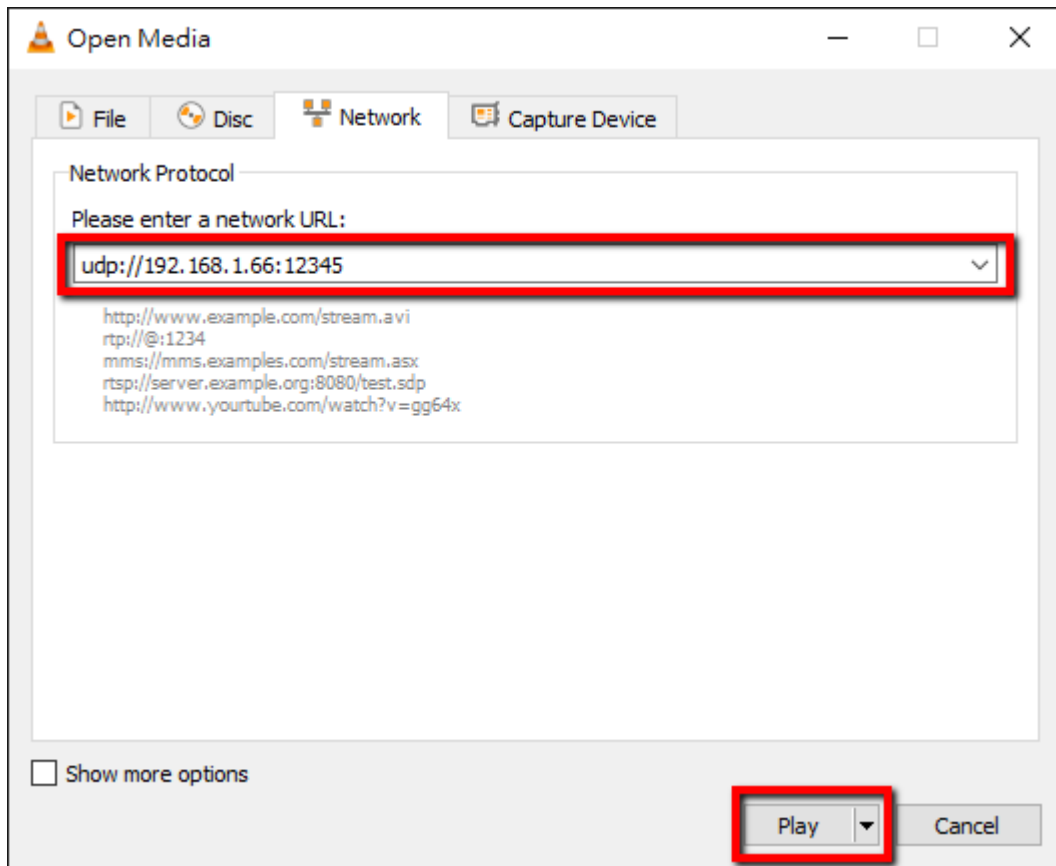 Open Media
File Disc Network Capture Device
Network Protocol
Please enter a network URL:
udp://192.168.1.66:12345
http://www.example.com/stream.avi
rtp://@:1234
mms://mms.examples.com/stream.asx
rtsp://server.example.org:8080/test.sdp
http://www.yourtube.com/watch?v=gg64x
Show more options
Play Cancel